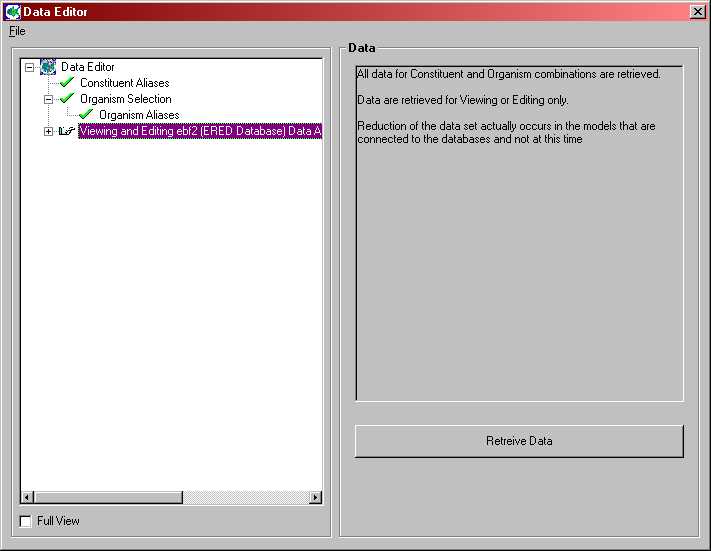 Data Editor
File
Data Editor
Constituent Aliases
Organism Selection
Organism Aliases
Viewing and Editing ebf2 (ERED Database) Data A
Full View
Data
All data for Constituent and Organism combinations are retrieved.
Data are retrieved for Viewing or Editing only.
Reduction of the data set actually occurs in the models that are
connected to the databases and not at this time
Retreive Data